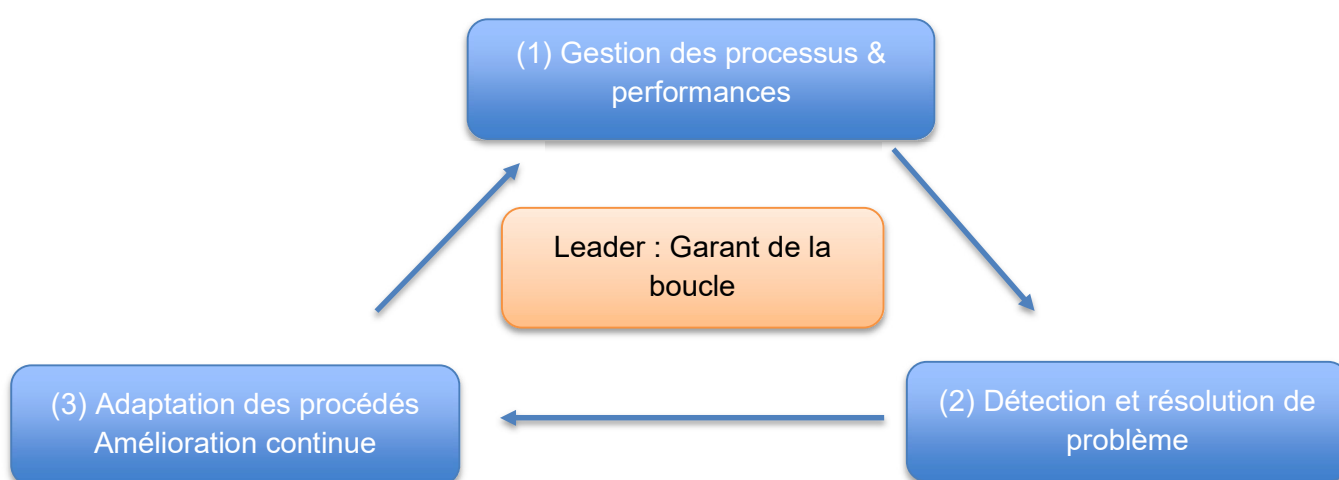 (1) Gestion des processus &
performances
Leader : Garant de la
boucle
(3) Adaptation des procédés
Amélioration continue
(2) Détection et résolution de
problème